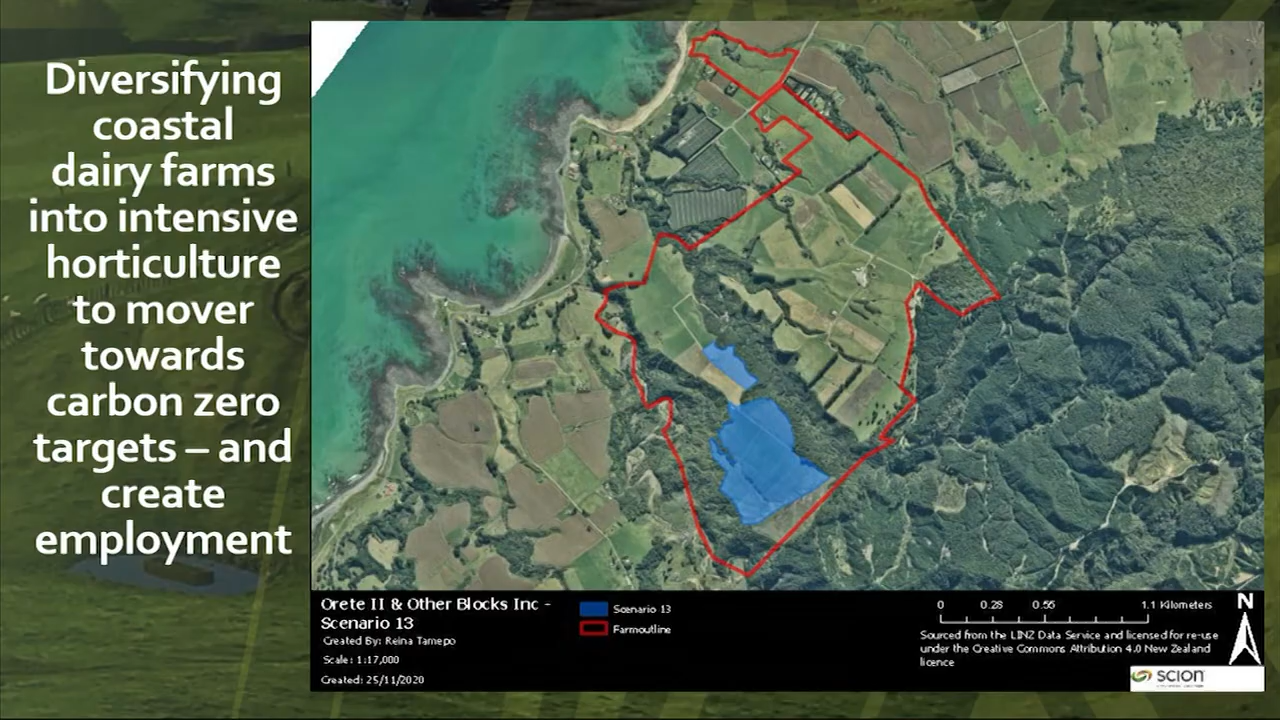 Diversifying
coastal
dairy farms
into intensive
horticulture
to mover
towards
carbon zero
targets – and
create
employment
Orete II & Other Blocks Inc -
Scenario 13
Created By: Reina Tamepo
Scale: 1:17,000
Created: 25/11/2020
Scenario 13
Farmoutline
0 0.28 0.55 1.1 Kilometers
Sourced from the LINZ Data Service and licensed for re-use
under the Creative Commons Attribution 4.0 New Zealand
licence
N
SCION